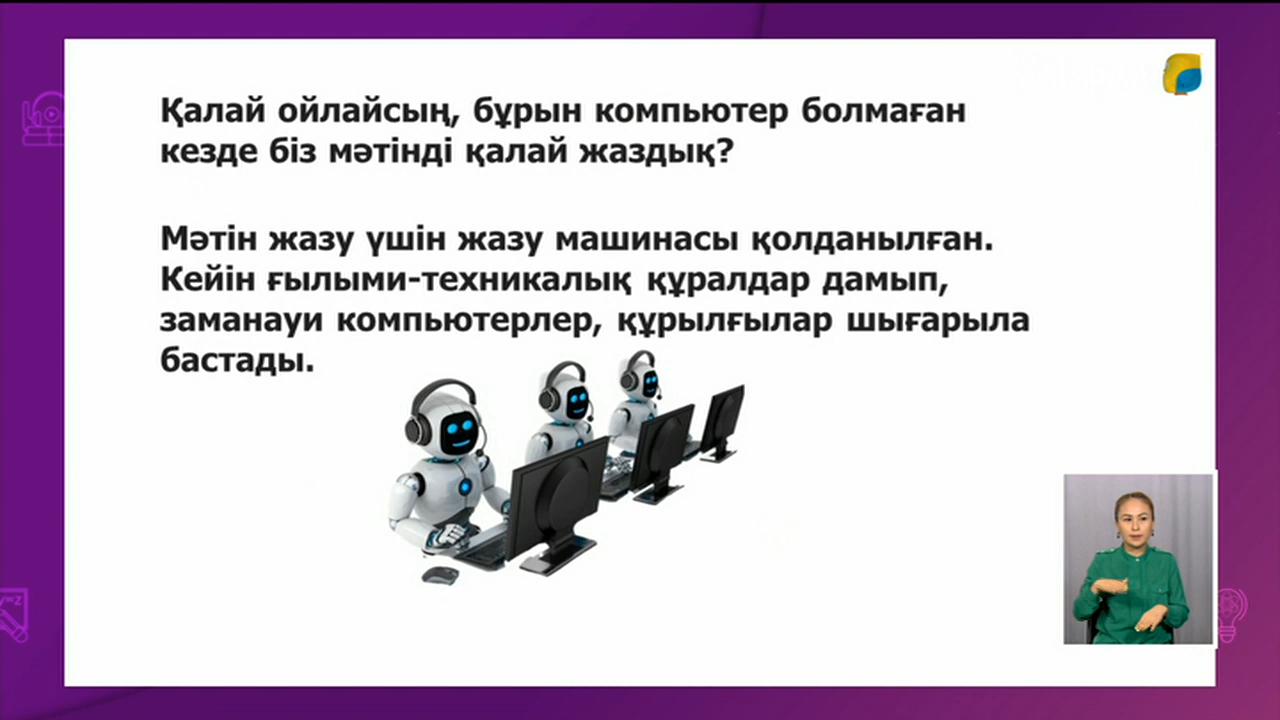 Қалай ойлайсың, бұрын компьютер болмаған
кезде біз мәтінді қалай жаздық?
Мәтін жазу үшін жазу машинасы қолданылған.
Кейін ғылыми-техникалық құралдар дамып,
заманауи компьютерлер, құрылғылар шығарыла
бастады.